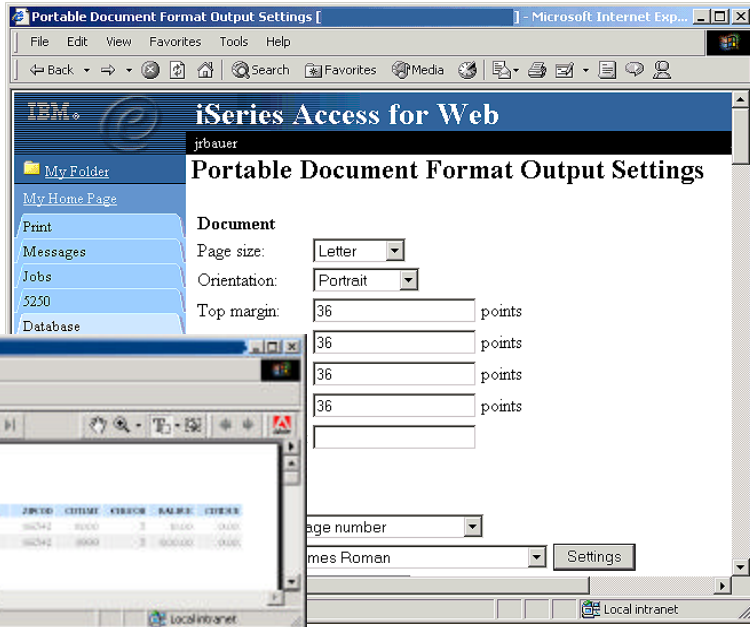 Portable Document Format Output Settings [ ] - Microsoft Internet Exp...
File Edit View Favorites Tools Help
Back Search Favorites Media
IBM e iSeries Access for Web
jrbauer
My Folder
Portable Document Format Output Settings
My Home Page
Print
Document
Messages
Page size: Letter
Jobs
Orientation: Portrait
5250
Top margin: 36 points
Database
36 points
36 points
36 points
age number
mes Roman Settings
Local intranet
Local intranet